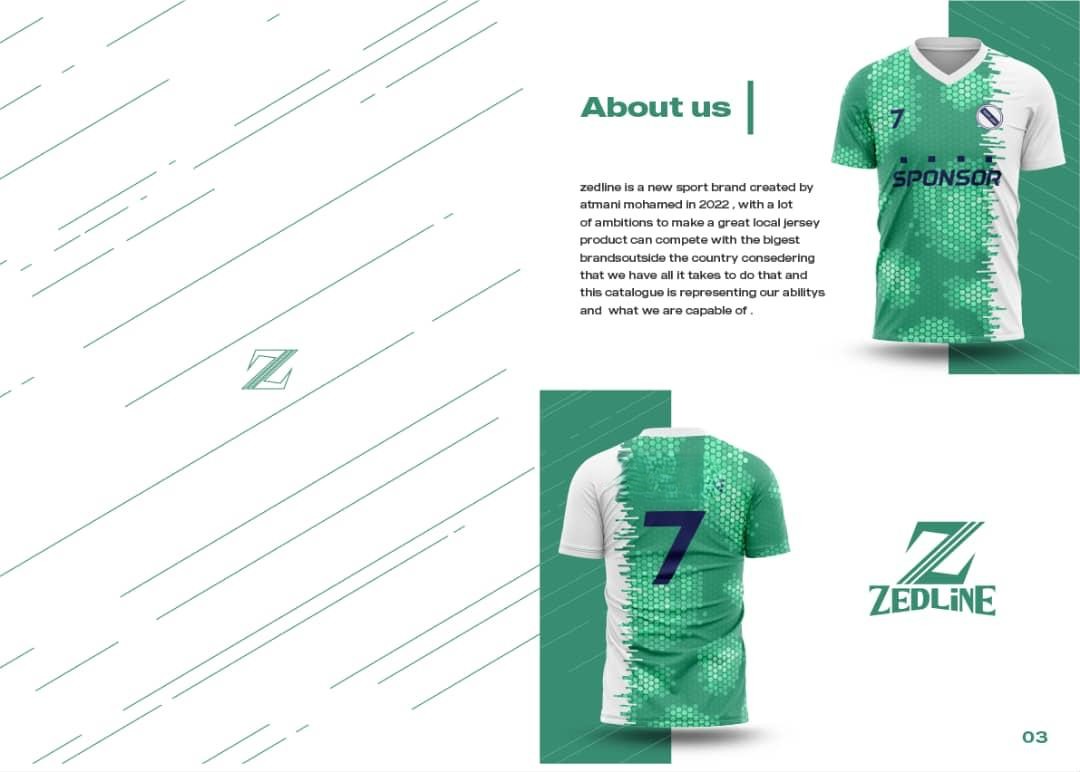 About us
zedline is a new sport brand created by
atmani mohamed in 2022 , with a lot
of ambitions to make a great local jersey
product can compete with the bigest
brandsoutside the country consedering
that we have all it takes to do that and
this catalogue is representing our abilitys
and what we are capable of .
7
SPONSOR
7
Z
ZEDLiNE
03